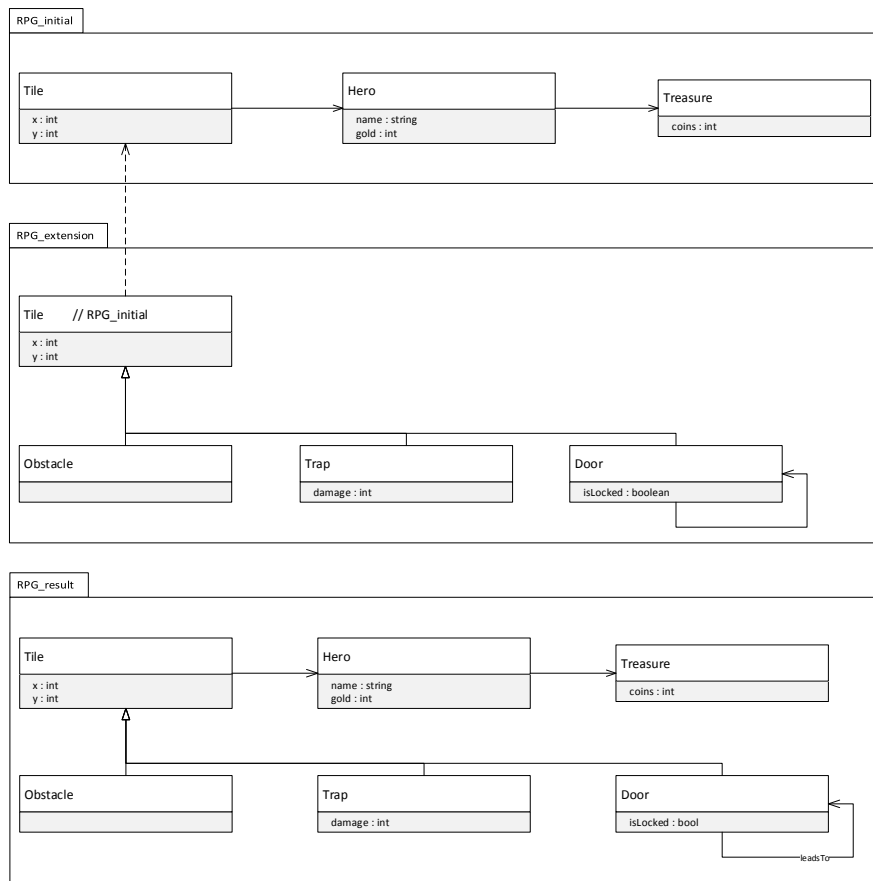 RPG_initial
Tile
x : int
y : int
Hero
name : string
gold : int
Treasure
coins : int
RPG_extension
Tile // RPG_initial
x : int
y : int
Obstacle
Trap
damage : int
Door
isLocked : boolean
RPG_result
Tile
x : int
y : int
Hero
name : string
gold : int
Treasure
coins : int
Obstacle
Trap
damage : int
Door
isLocked : bool
leadsTo